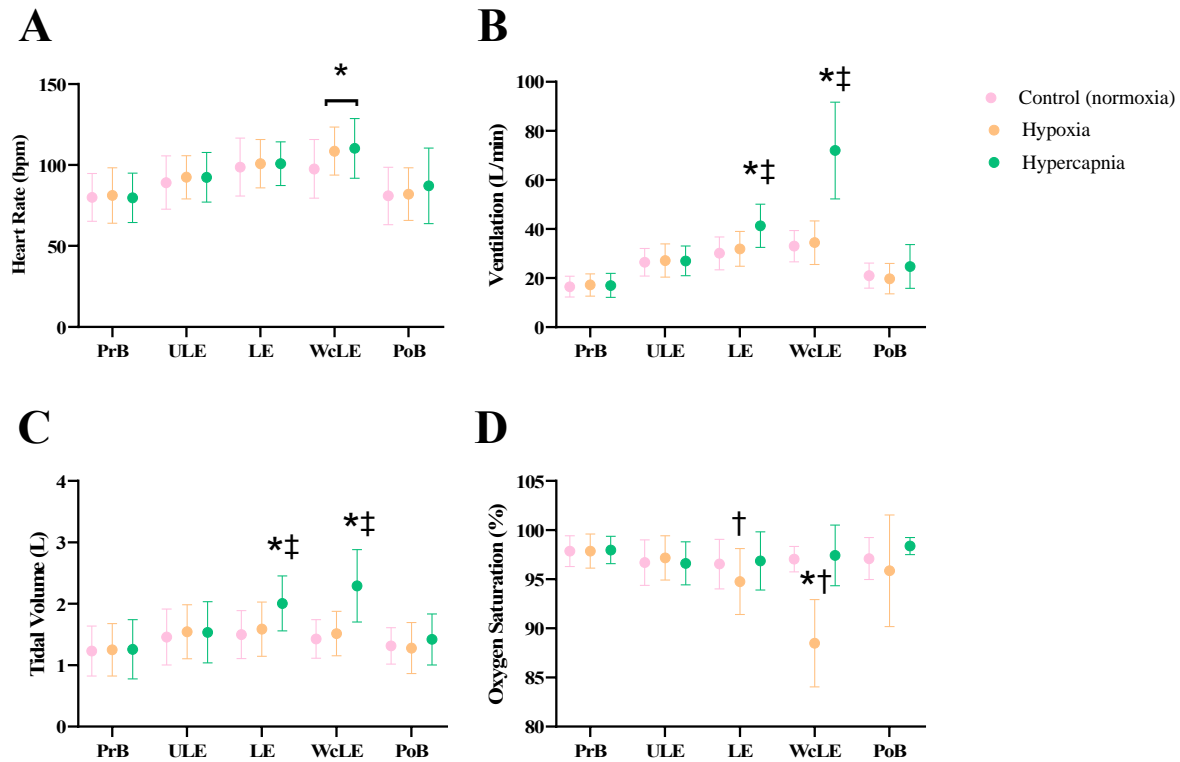 A
Heart Rate (bpm)
150
100
50
0
*
PrB ULE LE WcLE PoB
B
Ventilation (L/min)
100
80
60
40
20
0
*‡
*‡
PrB ULE LE WcLE PoB
Control (normoxia)
Hypoxia
Hypercapnia
C
Tidal Volume (L)
4
3
2
1
0
*‡
*‡
PrB ULE LE WcLE PoB
D
Oxygen Saturation (%)
105
100
95
90
85
80
†
*†
PrB ULE LE WcLE PoB